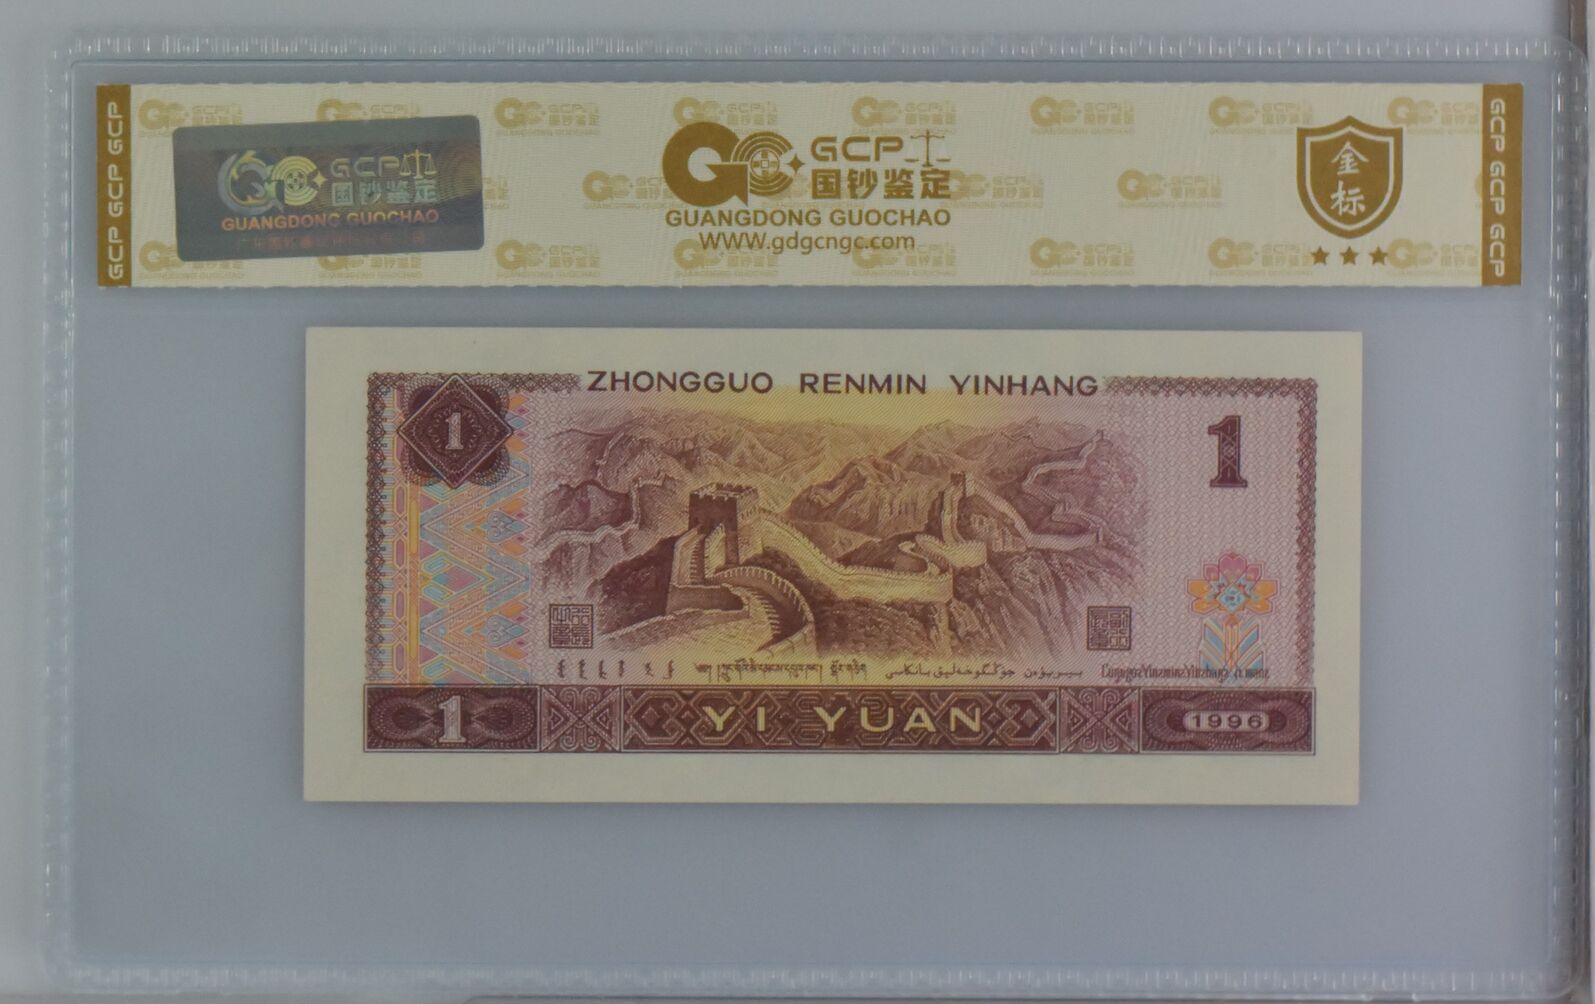 GCP GCP GCP
GCP
国钞鉴定
GUANGDONG GUOCHAO
GCP
国钞鉴定
GUANGDONG GUOCHAO
WWW.gdgcngc.com
金标
GCP GCP GCP
ZHONGGUO RENMIN YINHANG
1
1
1
YI YUAN
1996